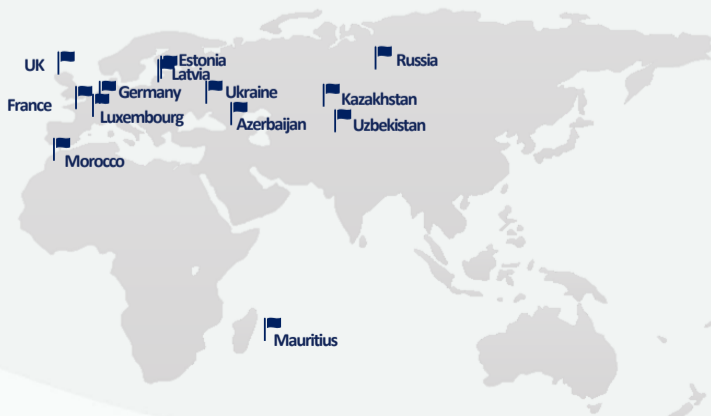 UK
Estonia
Latvia
Russia
France
Germany
Luxembourg
Ukraine
Azerbaijan
Kazakhstan
Uzbekistan
Morocco
Mauritius